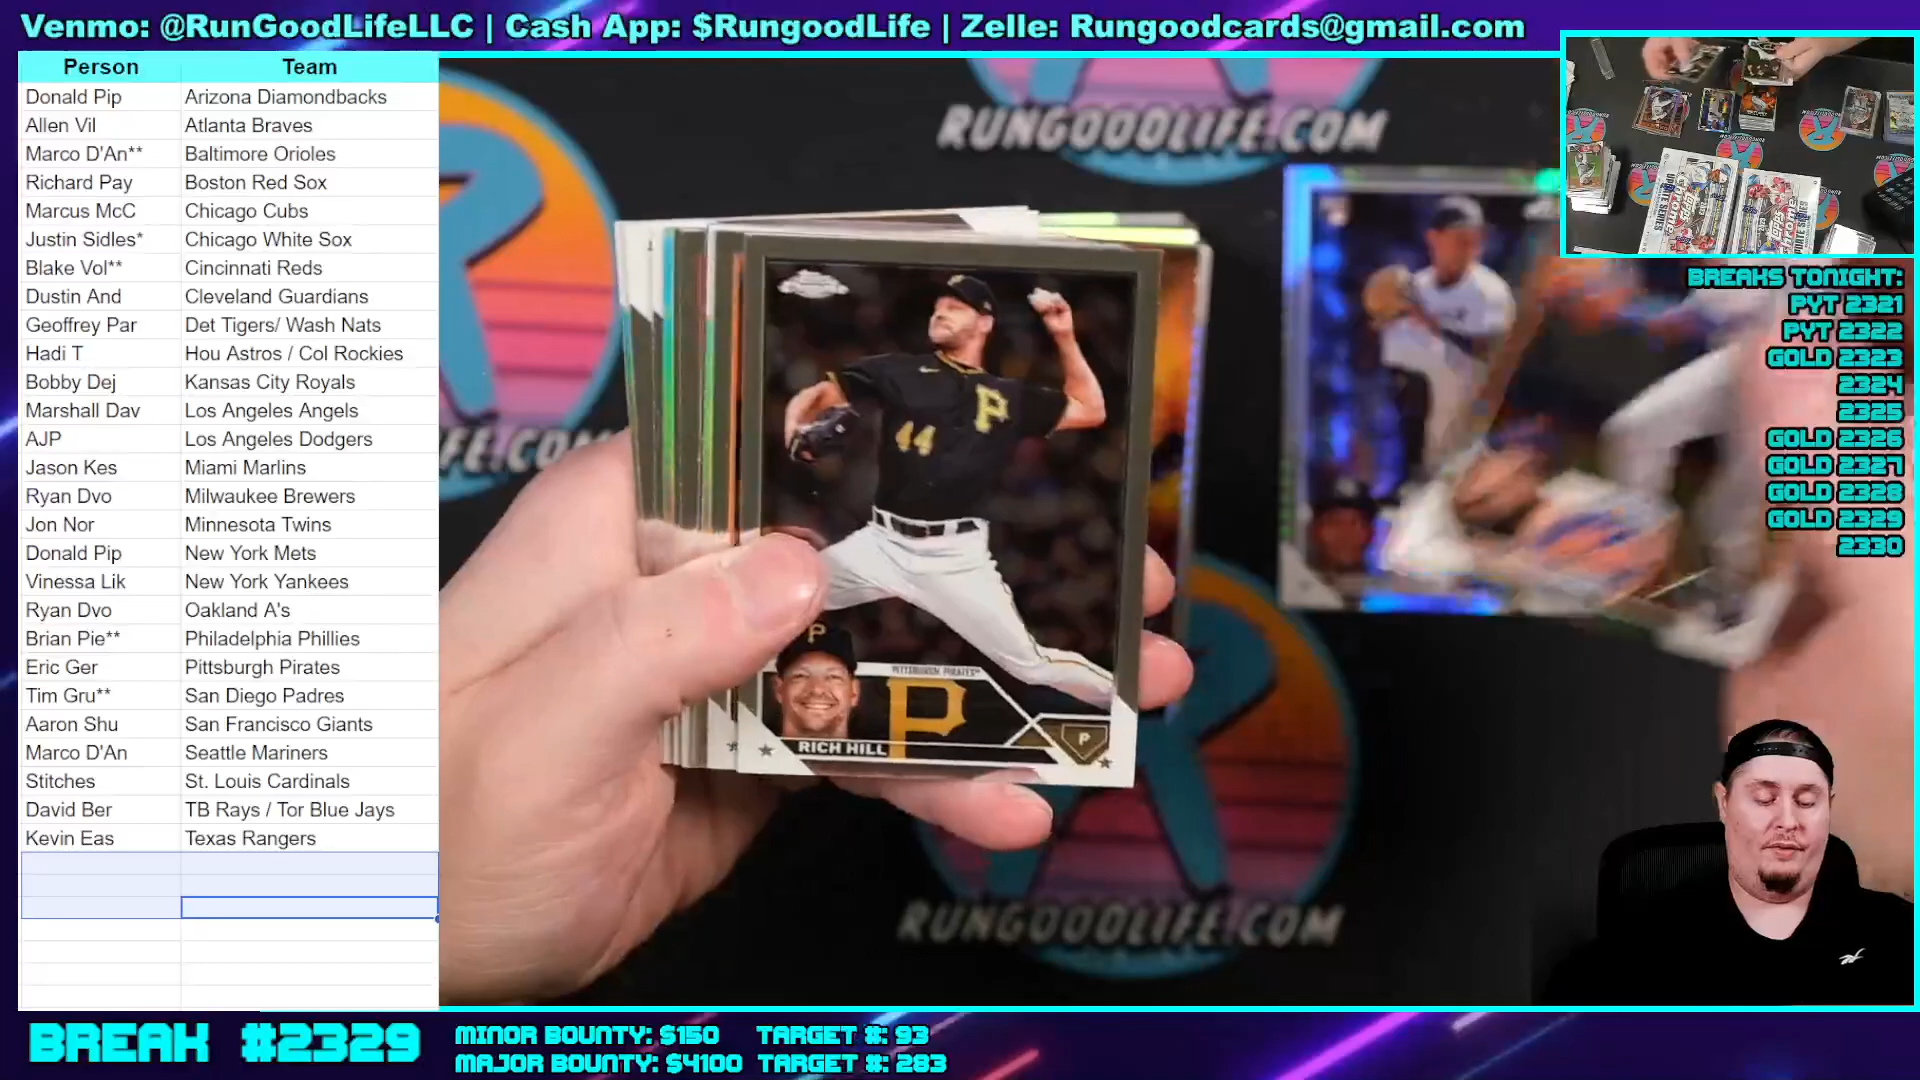 Venmo: @RunGoodLifeLLC | Cash App: $RungoodLife | Zelle: Rungoodcards@gmail.com
Person Team
Donald Pip Arizona Diamondbacks
Allen Vil Atlanta Braves
Marco D'An** Baltimore Orioles
Richard Pay Boston Red Sox
Marcus McC Chicago Cubs
Justin Sidles* Chicago White Sox
Blake Vol** Cincinnati Reds
Dustin And Cleveland Guardians
Geoffrey Par Det Tigers/ Wash Nats
Hadi T Hou Astros / Col Rockies
Bobby Dej Kansas City Royals
Marshall Dav Los Angeles Angels
AJP Los Angeles Dodgers
Jason Kes Miami Marlins
Ryan Dvo Milwaukee Brewers
Jon Nor Minnesota Twins
Donald Pip New York Mets
Vinessa Lik New York Yankees
Ryan Dvo Oakland A's
Brian Pie** Philadelphia Phillies
Eric Ger Pittsburgh Pirates
Tim Gru** San Diego Padres
Aaron Shu San Francisco Giants
Marco D'An Seattle Mariners
Stitches St. Louis Cardinals
David Ber TB Rays / Tor Blue Jays
Kevin Eas Texas Rangers
RUNGOODLIFE.COM
LIFE.CO
P
44
P
PITTSBURGH PIRATES
P
P
RICH HILL
RUNGOODLIFE.COM
BREAKS TONIGHT:
PYT 2321
PYT 2322
GOLD 2323
2324
2325
GOLD 2326
GOLD 2327
GOLD 2328
GOLD 2329
2330
BREAK #2329
MINOR BOUNTY: $150 TARGET #: 93
MAJOR BOUNTY: $4100 TARGET #: 283